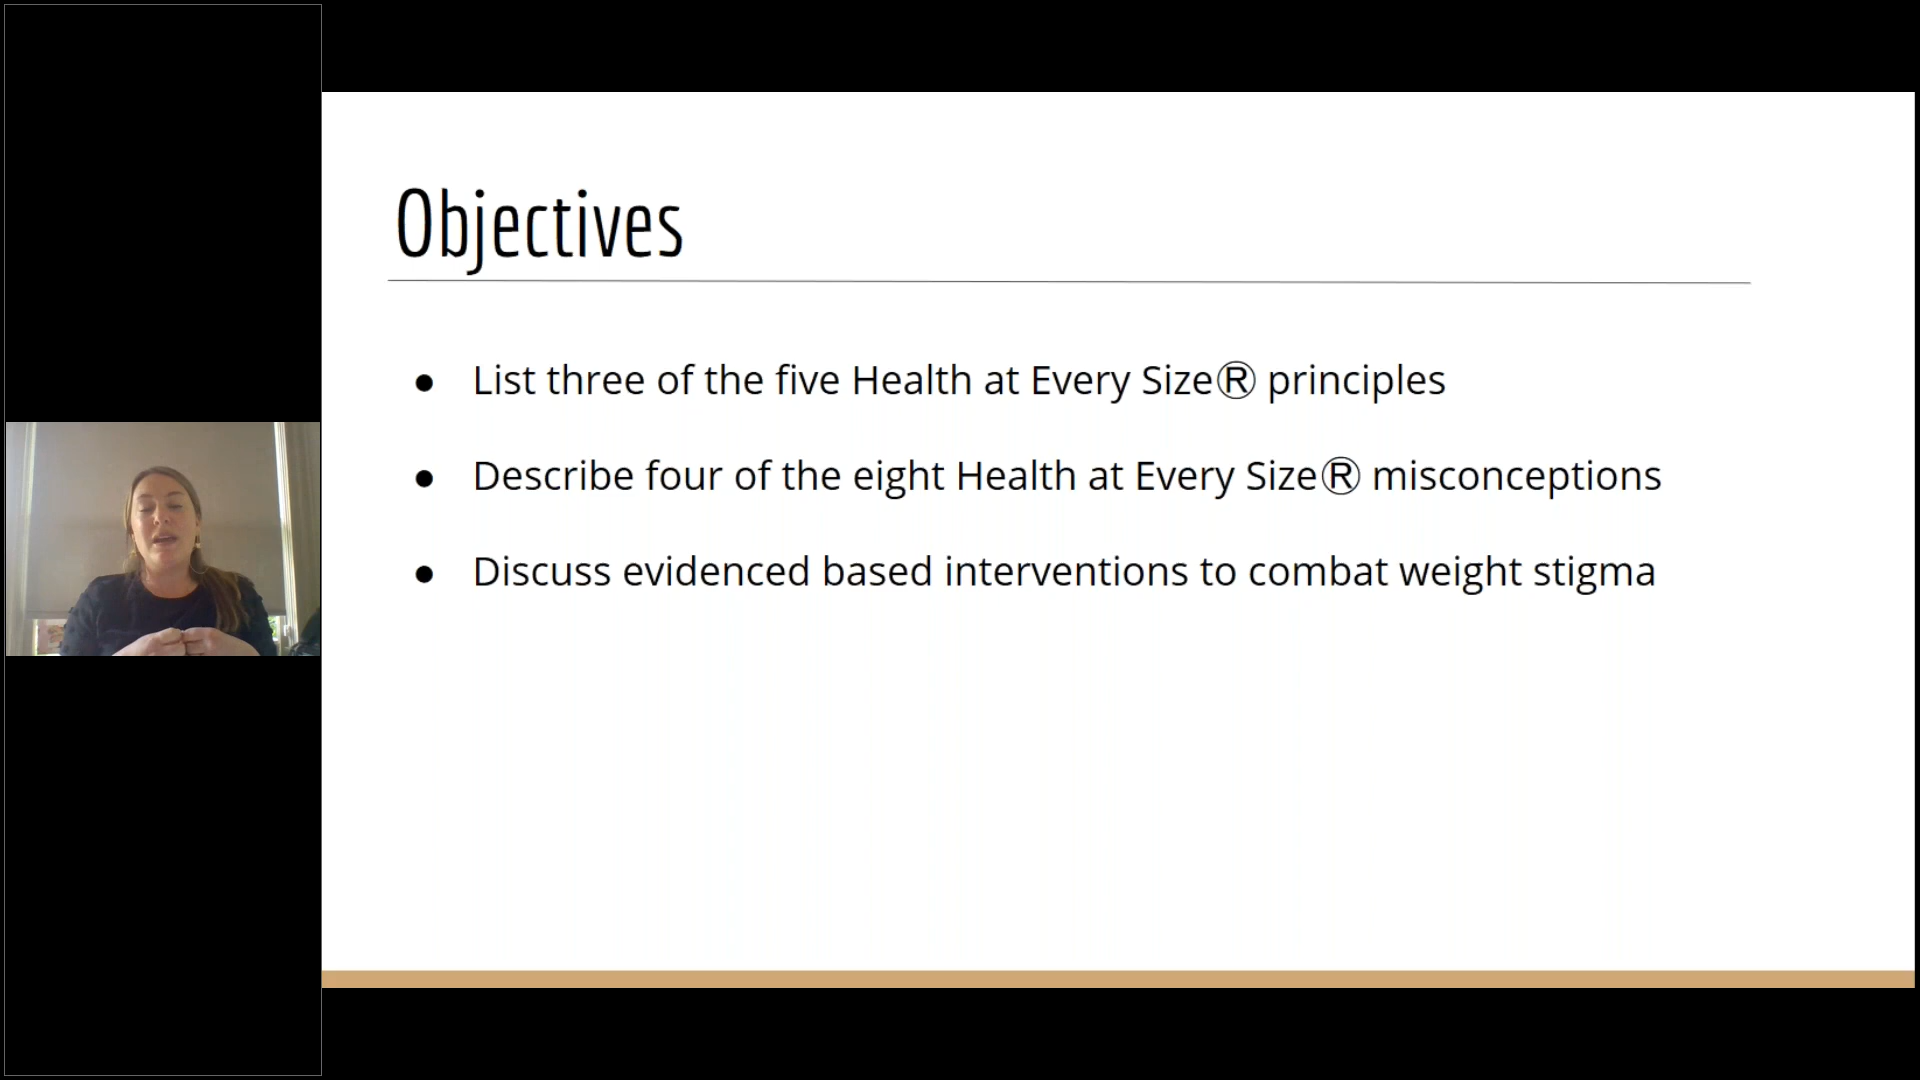 Objectives
● List three of the five Health at Every Size® principles
● Describe four of the eight Health at Every Size® misconceptions
● Discuss evidenced based interventions to combat weight stigma